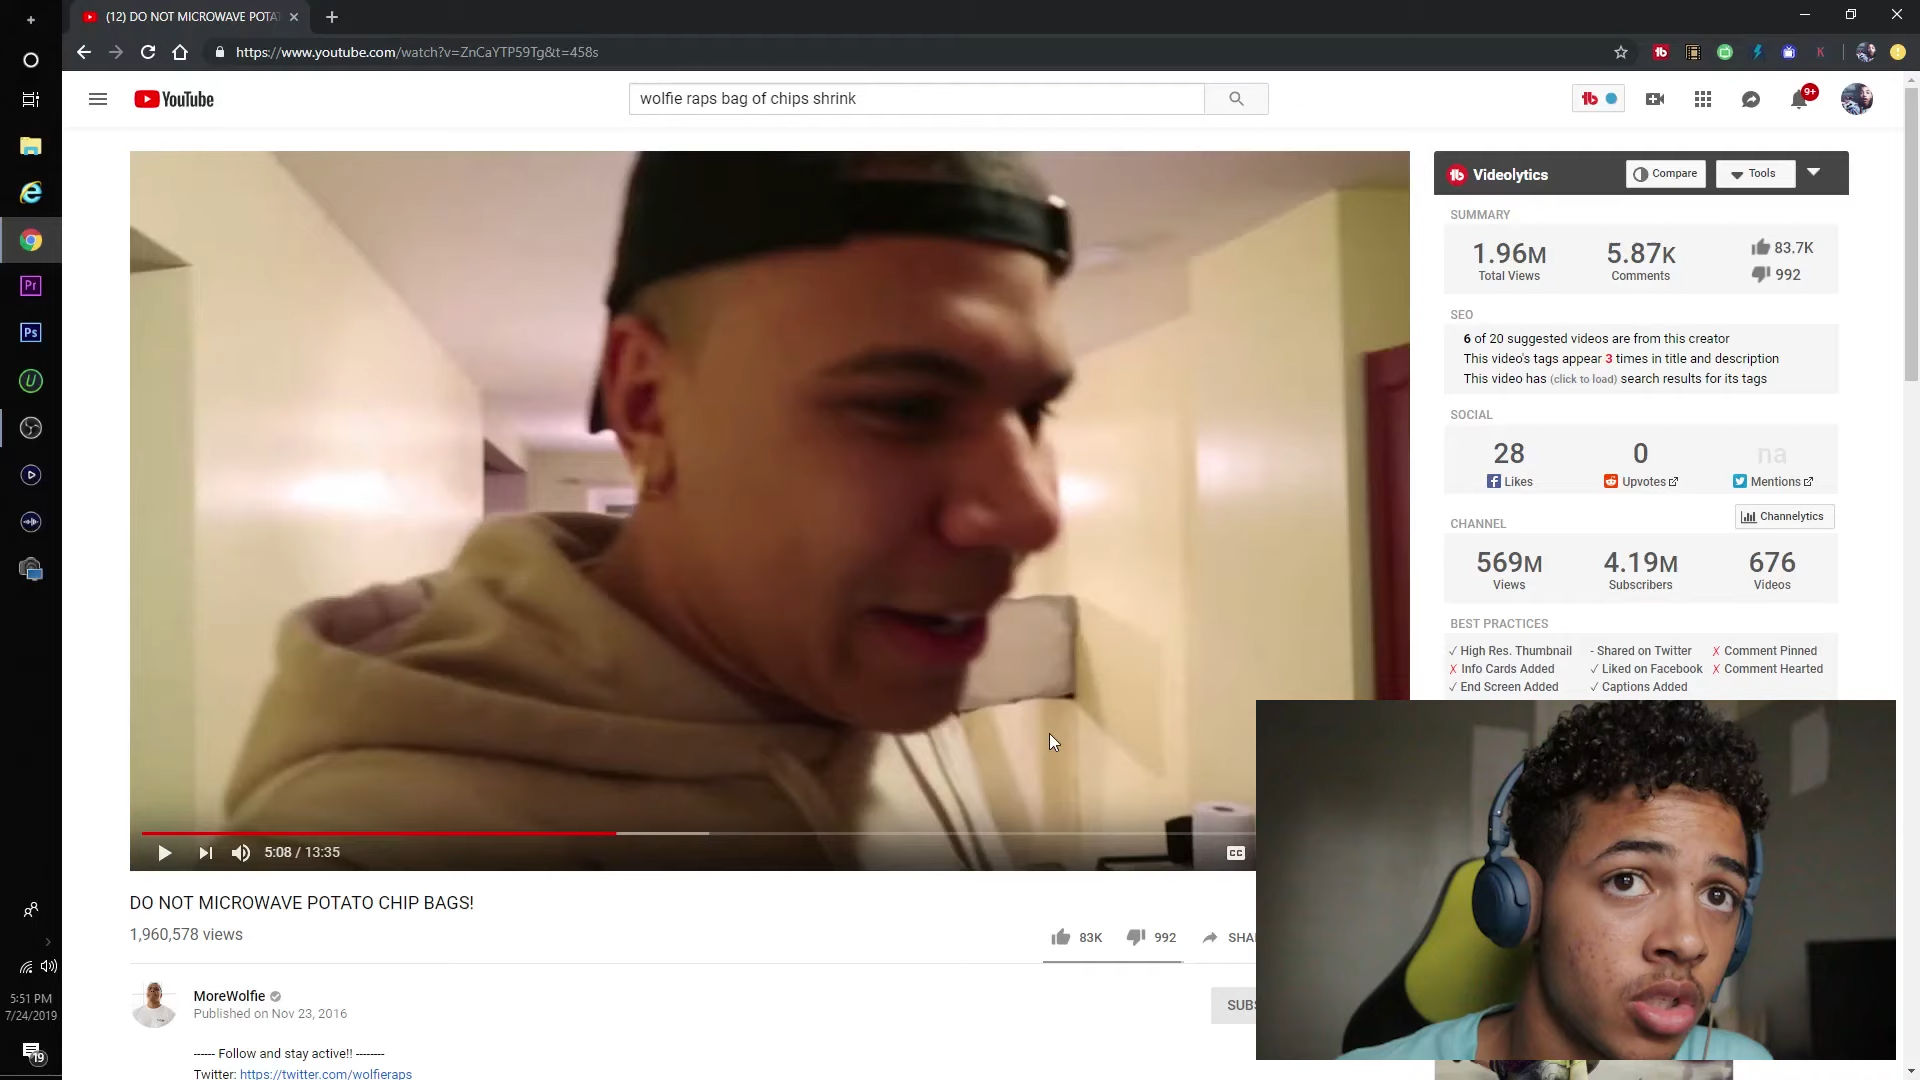 (12) DO NOT MICROWAVE POTA
https://www.youtube.com/watch?v=ZnCaYTP59Tg&t=458s
YouTube
wolfie raps bag of chips shrink
9+
Videolytics
Compare
Tools
SUMMARY
1.96M
Total Views
5.87K
Comments
83.7K
992
SEO
6 of 20 suggested videos are from this creator
This video's tags appear 3 times in title and description
This video has (click to load) search results for its tags
SOCIAL
28
Likes
0
Upvotes
na
Mentions
CHANNEL
Channelytics
569M
Views
4.19M
Subscribers
676
Videos
BEST PRACTICES
✓ High Res. Thumbnail - Shared on Twitter ✗ Comment Pinned
✗ Info Cards Added ✓ Liked on Facebook ✗ Comment Hearted
✓ End Screen Added ✓ Captions Added
5:08 / 13:35
CC
DO NOT MICROWAVE POTATO CHIP BAGS!
1,960,578 views
83K
992
SHA
MoreWolfie
Published on Nov 23, 2016
SUBS
------ Follow and stay active!! --------
Twitter: https://twitter.com/wolfieraps
Pr
Ps
5:51 PM
7/24/2019
19